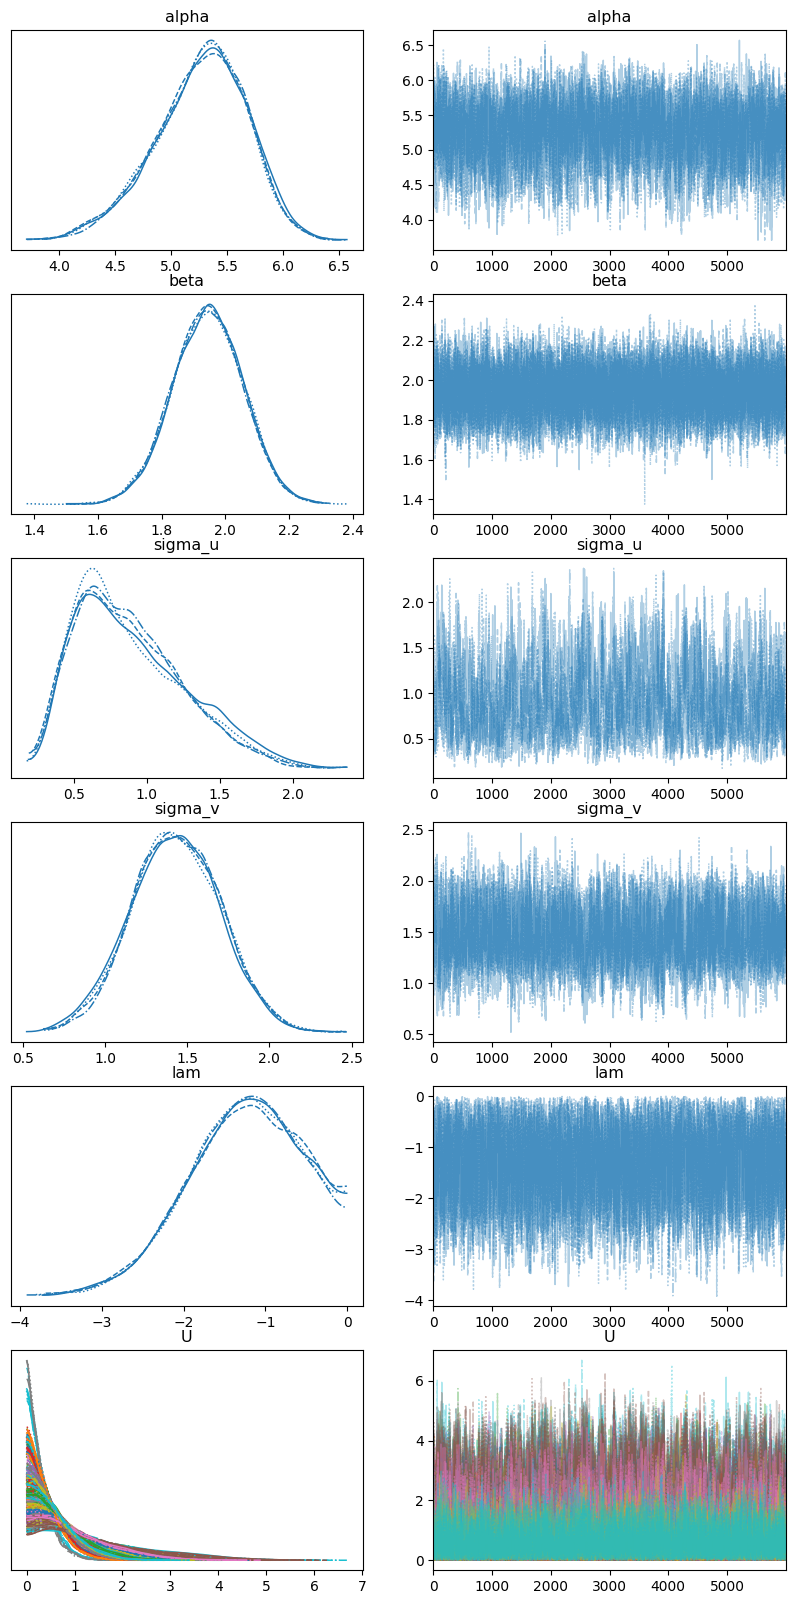 alpha
alpha
4.0 4.5 5.0 5.5 6.0 6.5
6.5
6.0
5.5
5.0
4.5
4.0
0 1000 2000 3000 4000 5000
beta
beta
1.4 1.6 1.8 2.0 2.2 2.4
2.4
2.2
2.0
1.8
1.6
1.4
0 1000 2000 3000 4000 5000
sigma_u
sigma_u
0.5 1.0 1.5 2.0
2.0
1.5
1.0
0.5
0 1000 2000 3000 4000 5000
sigma_v
sigma_v
0.5 1.0 1.5 2.0 2.5
2.5
2.0
1.5
1.0
0.5
0 1000 2000 3000 4000 5000
lam
lam
−4 −3 −2 −1 0
0
−1
−2
−3
−4
0 1000 2000 3000 4000 5000
U
U
0 1 2 3 4 5 6 7
6
4
2
0
0 1000 2000 3000 4000 5000